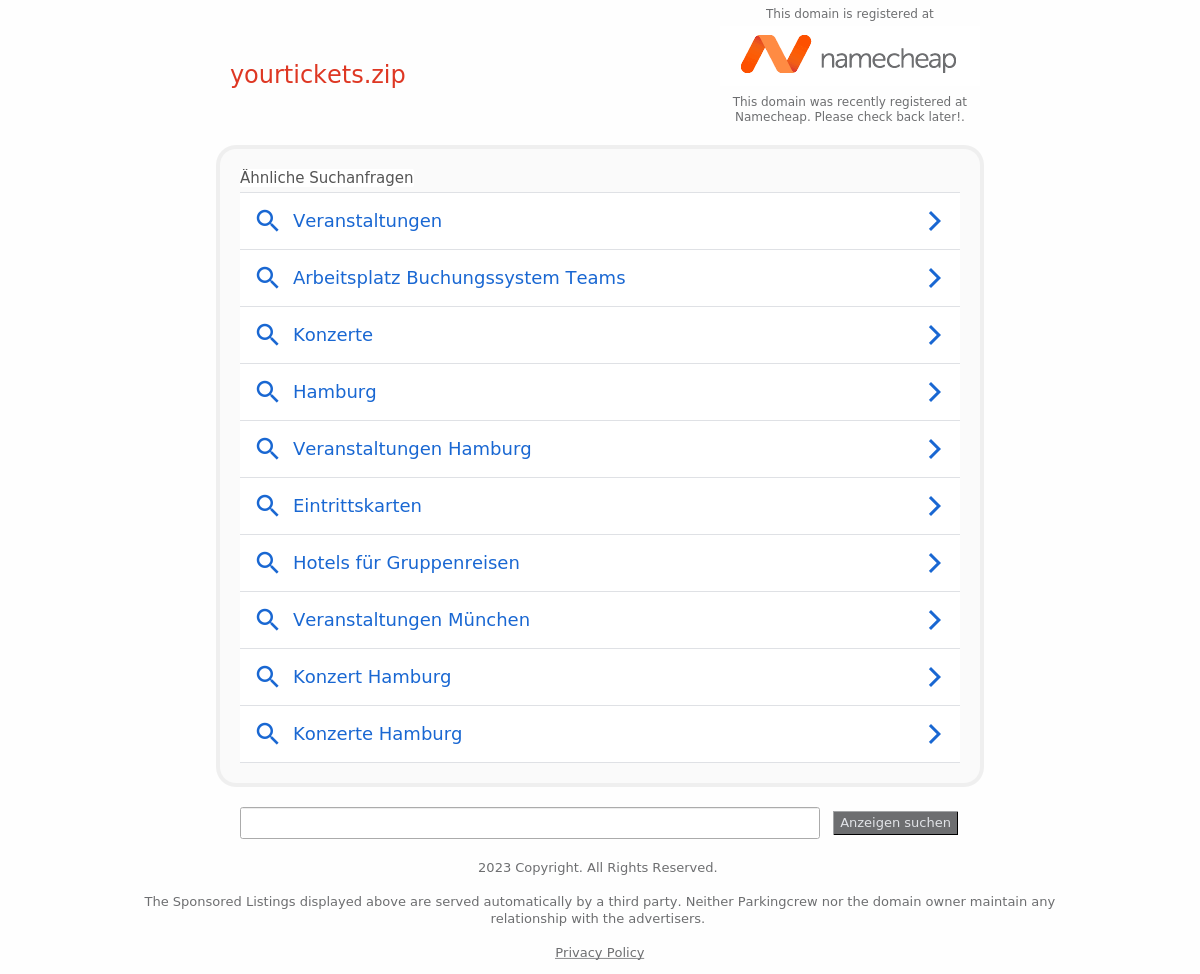 This domain is registered at
namecheap
yourtickets.zip
This domain was recently registered at
Namecheap. Please check back later!.
Ähnliche Suchanfragen
Veranstaltungen
Arbeitsplatz Buchungssystem Teams
Konzerte
Hamburg
Veranstaltungen Hamburg
Eintrittskarten
Hotels für Gruppenreisen
Veranstaltungen München
Konzert Hamburg
Konzerte Hamburg
Anzeigen suchen
2023 Copyright. All Rights Reserved.
The Sponsored Listings displayed above are served automatically by a third party. Neither Parkingcrew nor the domain owner maintain any
relationship with the advertisers.
Privacy Policy